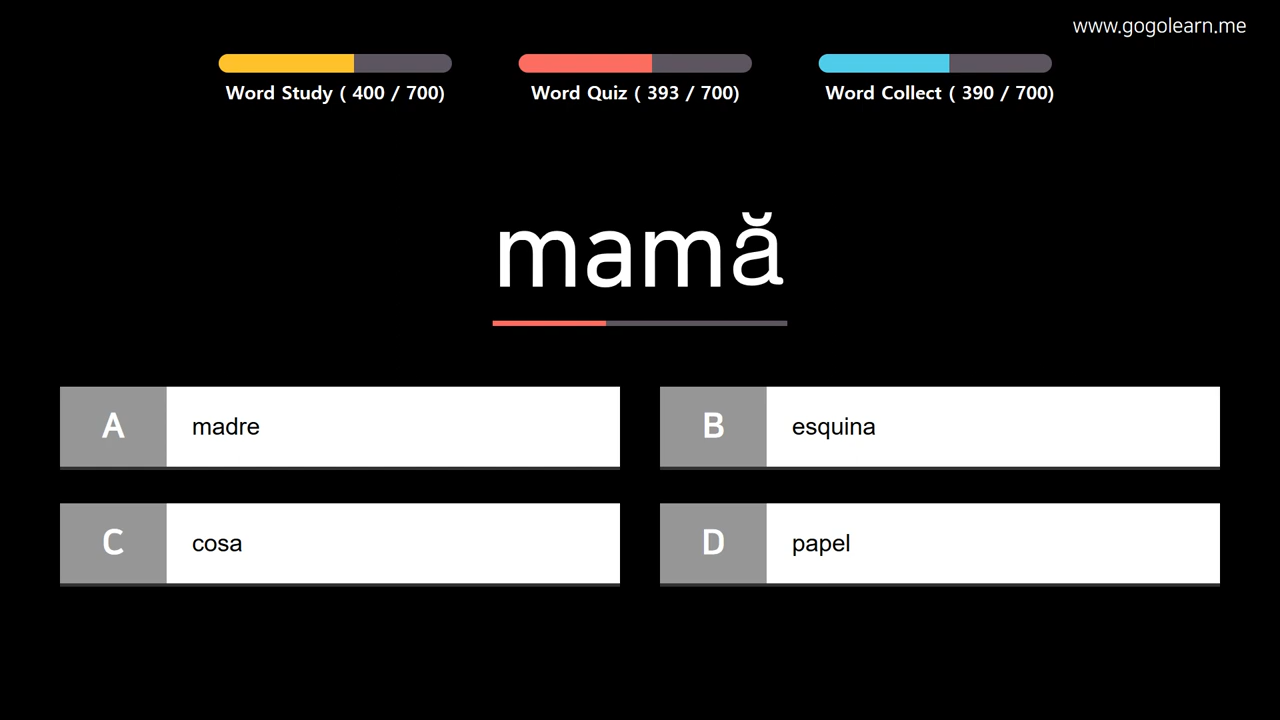 www.gogolearn.me
Word Study ( 400 / 700)
Word Quiz ( 393 / 700)
Word Collect ( 390 / 700)
mamă
A madre
B esquina
C cosa
D papel